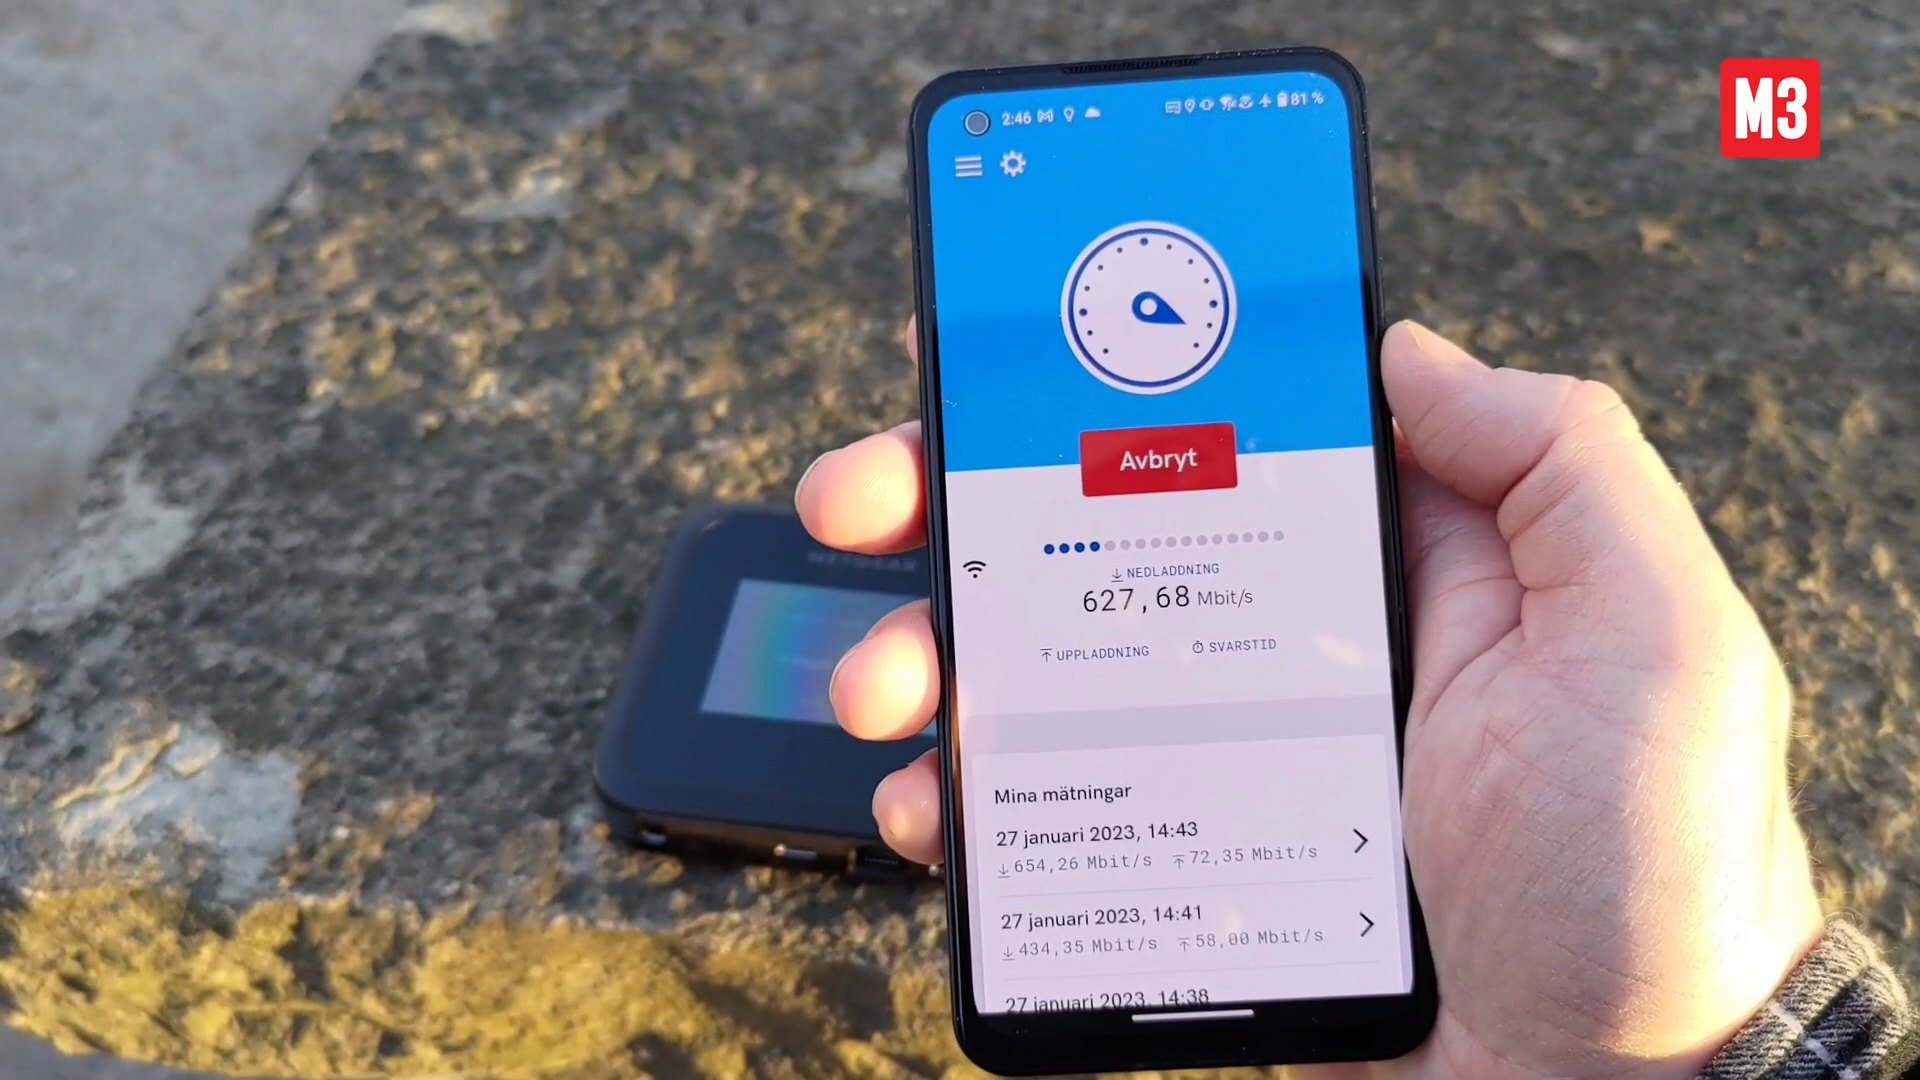 M3
2:46
81 %
Avbryt
NEDLADDNING
627,68 Mbit/s
UPPLADDNING SVARSTID
NETGEAR
Mina mätningar
27 januari 2023, 14:43
654,26 Mbit/s 72,35 Mbit/s
27 januari 2023, 14:41
434,35 Mbit/s 58,00 Mbit/s
27 januari 2023, 14:38